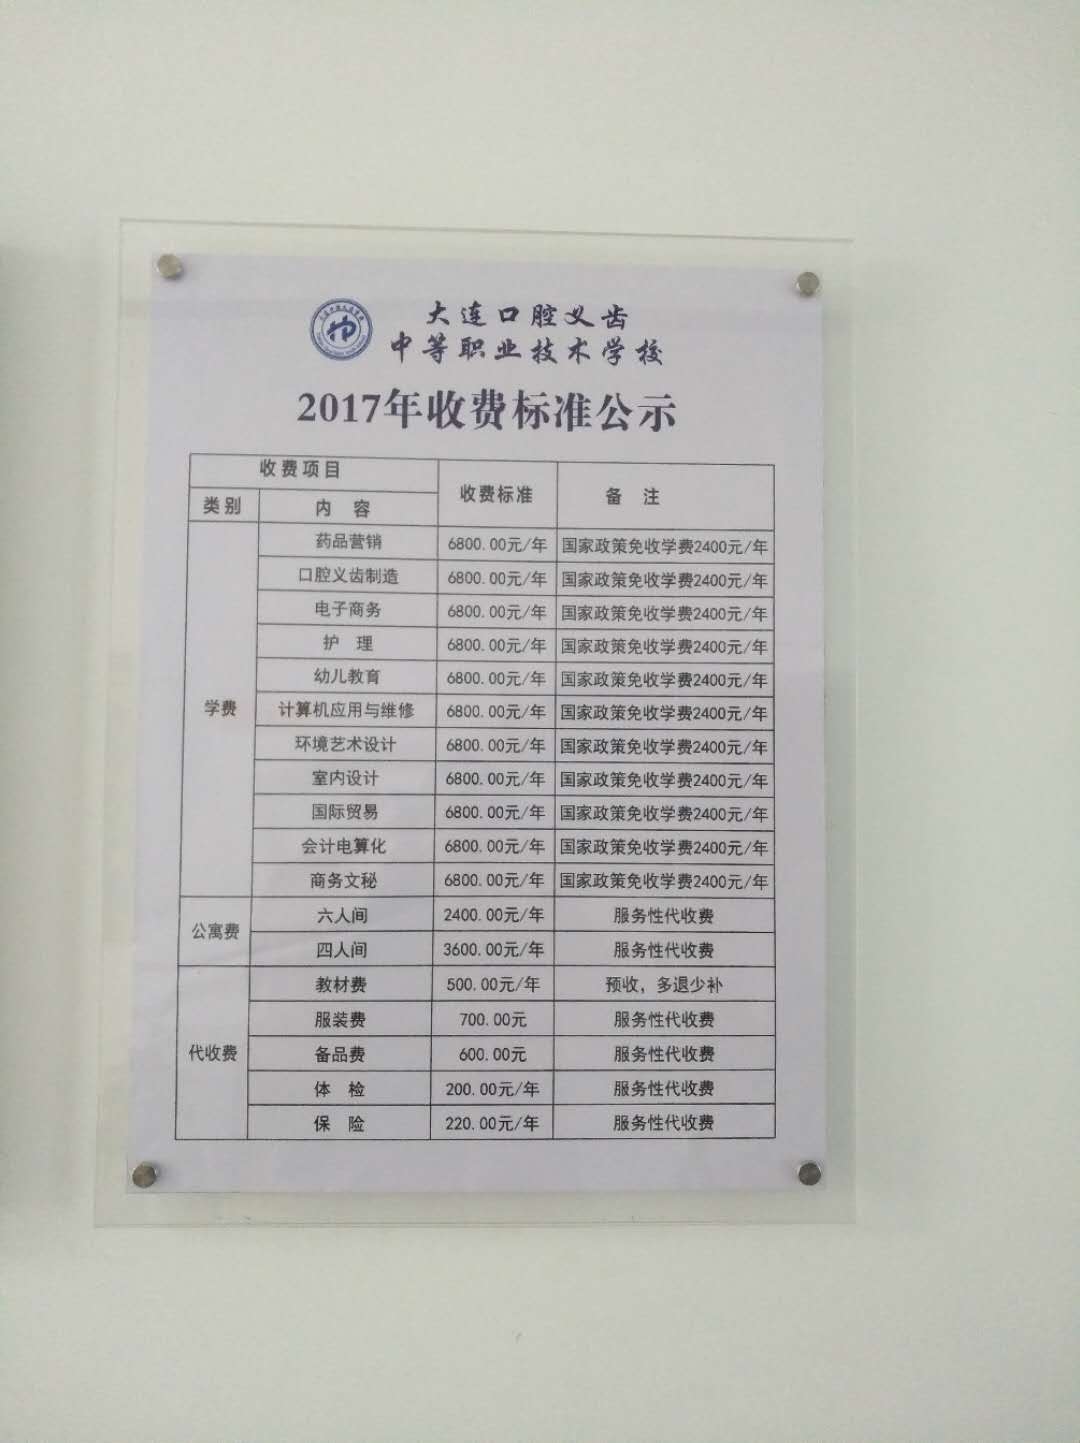 大连口腔义齿
中等职业技术学校
2017年收费标准公示
收费项目 收费标准 备 注
类别 内 容
学费 药品营销 6800.00元/年 国家政策免收学费2400元/年
口腔义齿制造 6800.00元/年 国家政策免收学费2400元/年
电子商务 6800.00元/年 国家政策免收学费2400元/年
护 理 6800.00元/年 国家政策免收学费2400元/年
幼儿教育 6800.00元/年 国家政策免收学费2400元/年
计算机应用与维修 6800.00元/年 国家政策免收学费2400元/年
环境艺术设计 6800.00元/年 国家政策免收学费2400元/年
室内设计 6800.00元/年 国家政策免收学费2400元/年
国际贸易 6800.00元/年 国家政策免收学费2400元/年
会计电算化 6800.00元/年 国家政策免收学费2400元/年
商务文秘 6800.00元/年 国家政策免收学费2400元/年
公寓费 六人间 2400.00元/年 服务性代收费
四人间 3600.00元/年 服务性代收费
代收费 教材费 500.00元/年 预收，多退少补
服装费 700.00元 服务性代收费
备品费 600.00元 服务性代收费
体 检 200.00元/年 服务性代收费
保 险 220.00元/年 服务性代收费